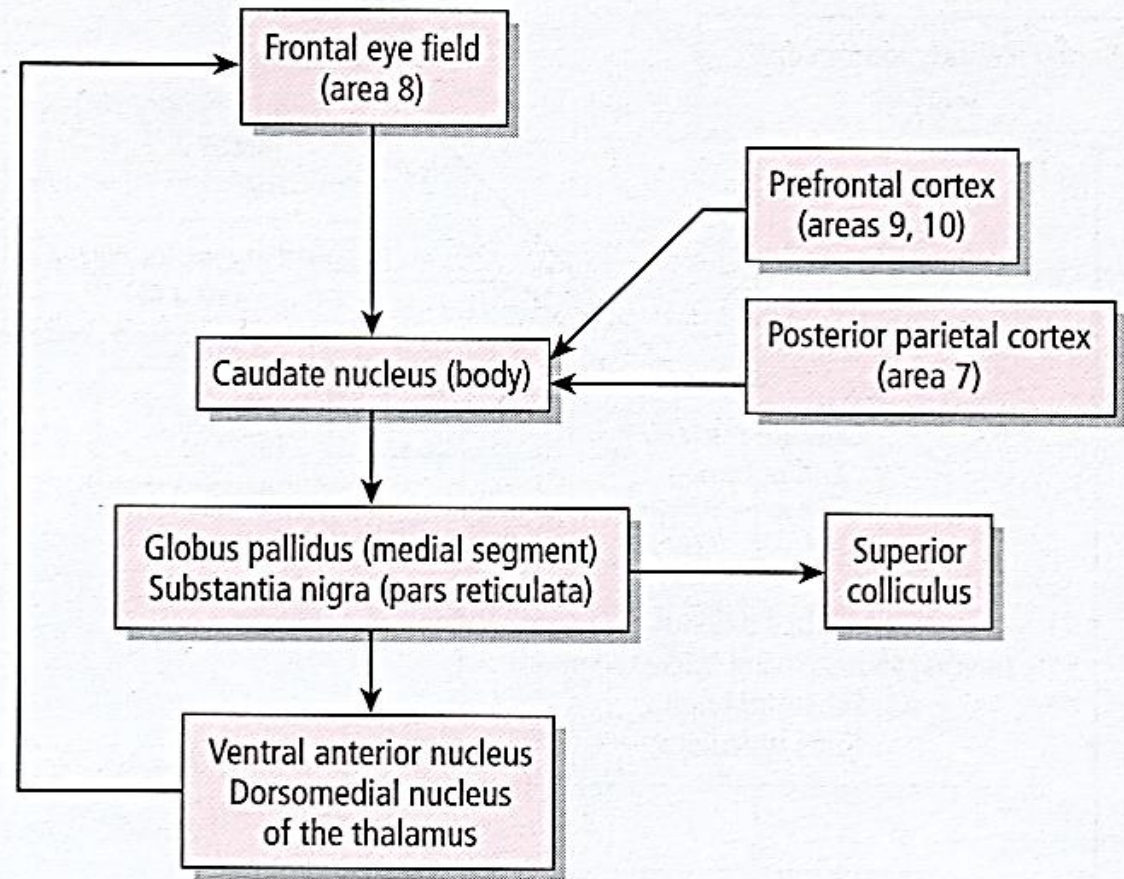 Frontal eye field
(area 8)
Prefrontal cortex
(areas 9, 10)
Posterior parietal cortex
(area 7)
Caudate nucleus (body)
Globus pallidus (medial segment)
Substantia nigra (pars reticulata)
Superior
colliculus
Ventral anterior nucleus
Dorsomedial nucleus
of the thalamus